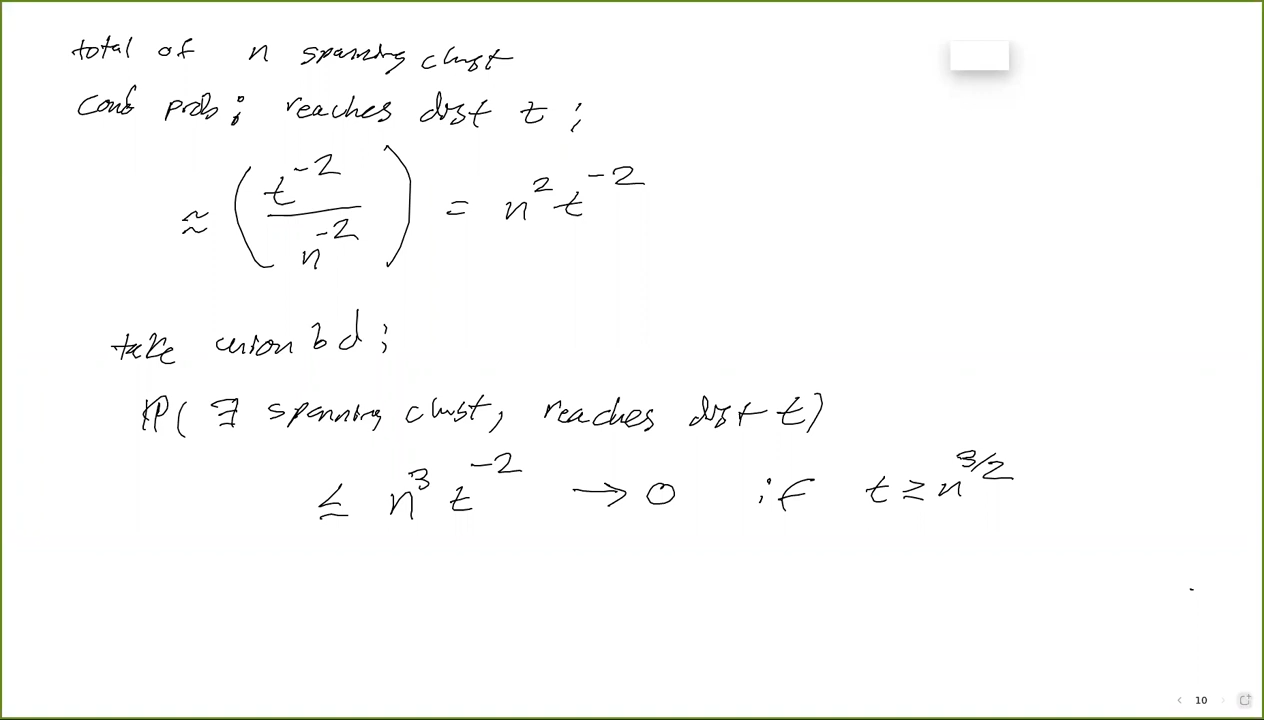 total of n spanning clust
cond prob: reaches dist t:
≈ (t^{-2} / n^{-2}) = n^2 t^{-2}
take union bd:
ℙ(∃ spanning clust, reaches dist t)
≤ n^3 t^{-2} → 0 if t ≥ n^{3/2}
10